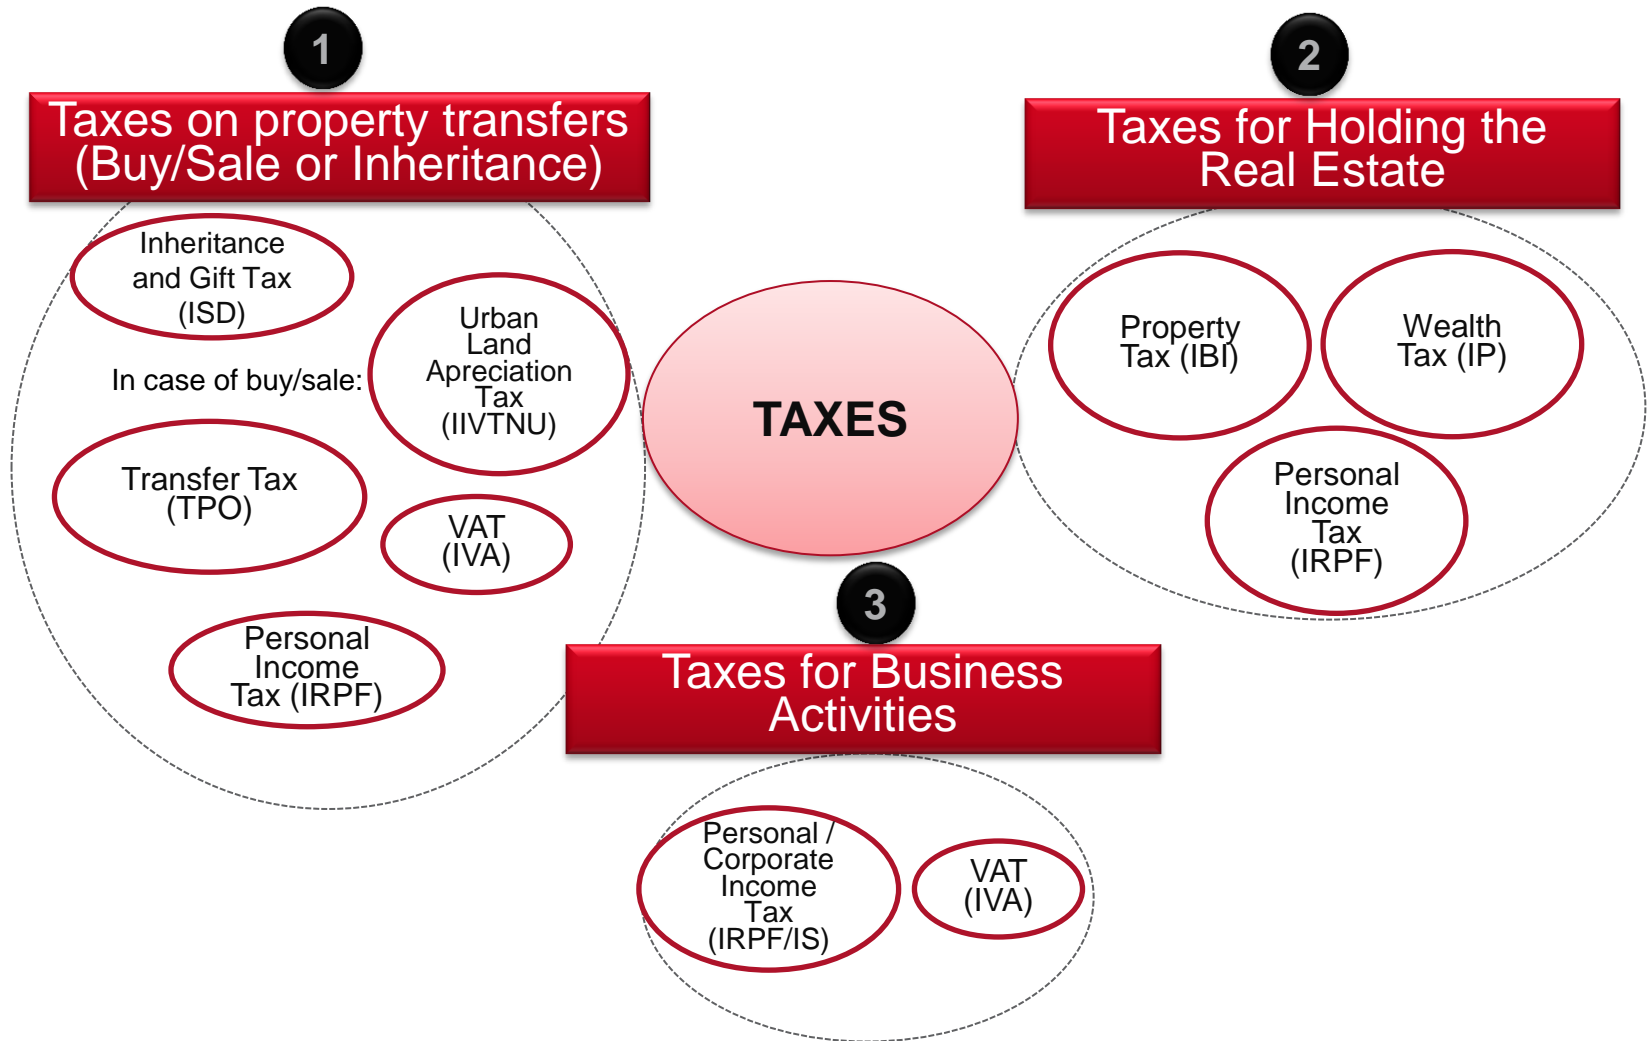 1
Taxes on property transfers
(Buy/Sale or Inheritance)
Inheritance
and Gift Tax
(ISD)
Urban
Land
Apreciation
Tax
(IIVTNU)
In case of buy/sale:
Transfer Tax
(TPO)
VAT
(IVA)
Personal
Income
Tax (IRPF)
TAXES
2
Taxes for Holding the
Real Estate
Property
Tax (IBI)
Wealth
Tax (IP)
Personal
Income
Tax
(IRPF)
3
Taxes for Business
Activities
Personal /
Corporate
Income
Tax
(IRPF/IS)
VAT
(IVA)